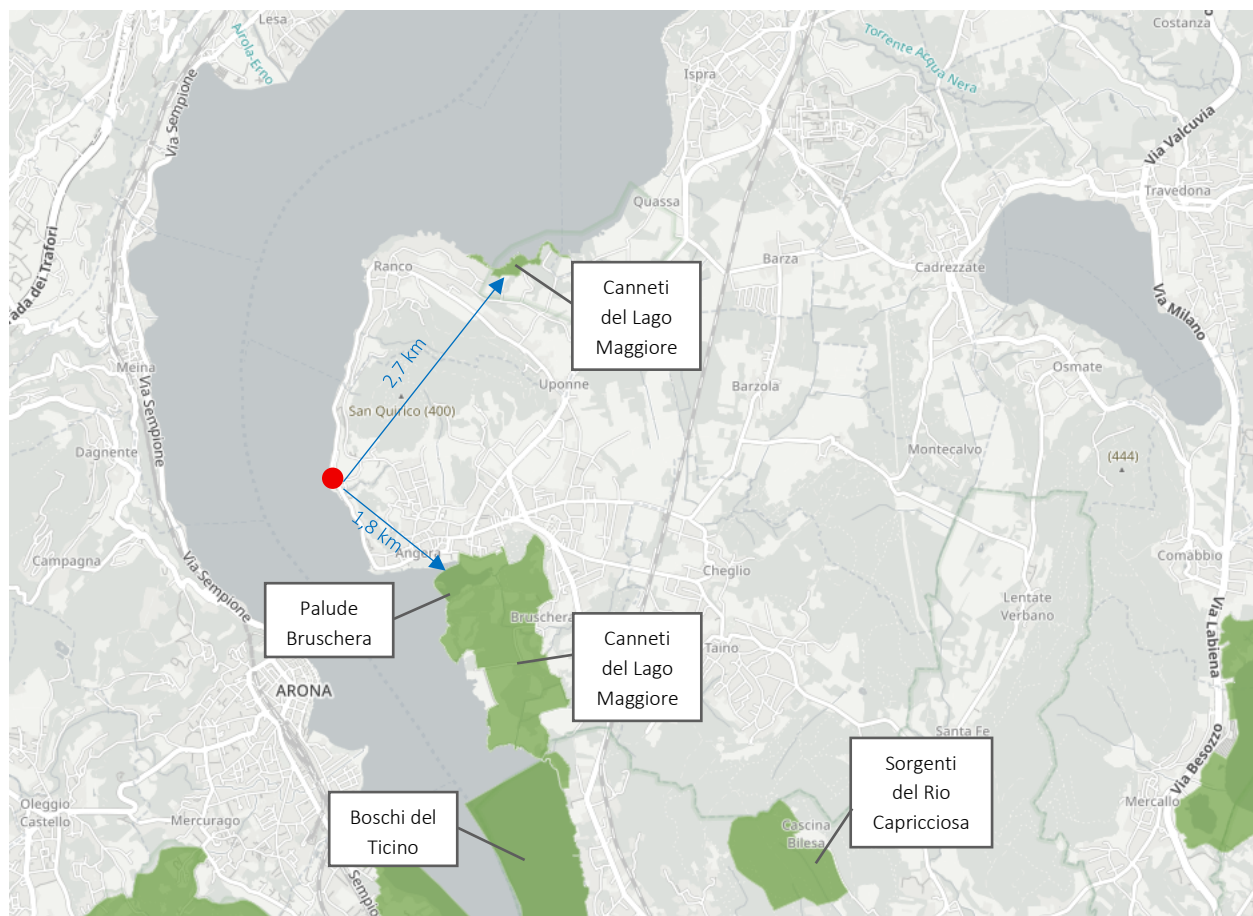 Lesa
Airola-Erno
Via Sempione
Costanza
Torrente Acqua Nera
Ispra
Via Valcuvia
Travedona
Quassa
Ranco
Barza
Cadrezzate
Canneti
del Lago
Maggiore
ada dei Trafori
Via Milano
2,7 km
Meina
Via Sempione
Uponne
Barzola
Osmate
San Quirico (400)
Dagnente
Montecalvo
(444)
1,8 km
Campagna
Via Sempione
Angera
Cheglio
Comabbio
Palude
Bruschera
Bruschera
Lentate
Verbano
Via Labiena
Canneti
del Lago
Maggiore
Taino
ARONA
Santa Fe
Sorgenti
del Rio
Capricciosa
Via Besozzo
Oleggio
Castello
Mercurago
Boschi del
Ticino
Cascina
Bilesa
Mercallo
Sempio